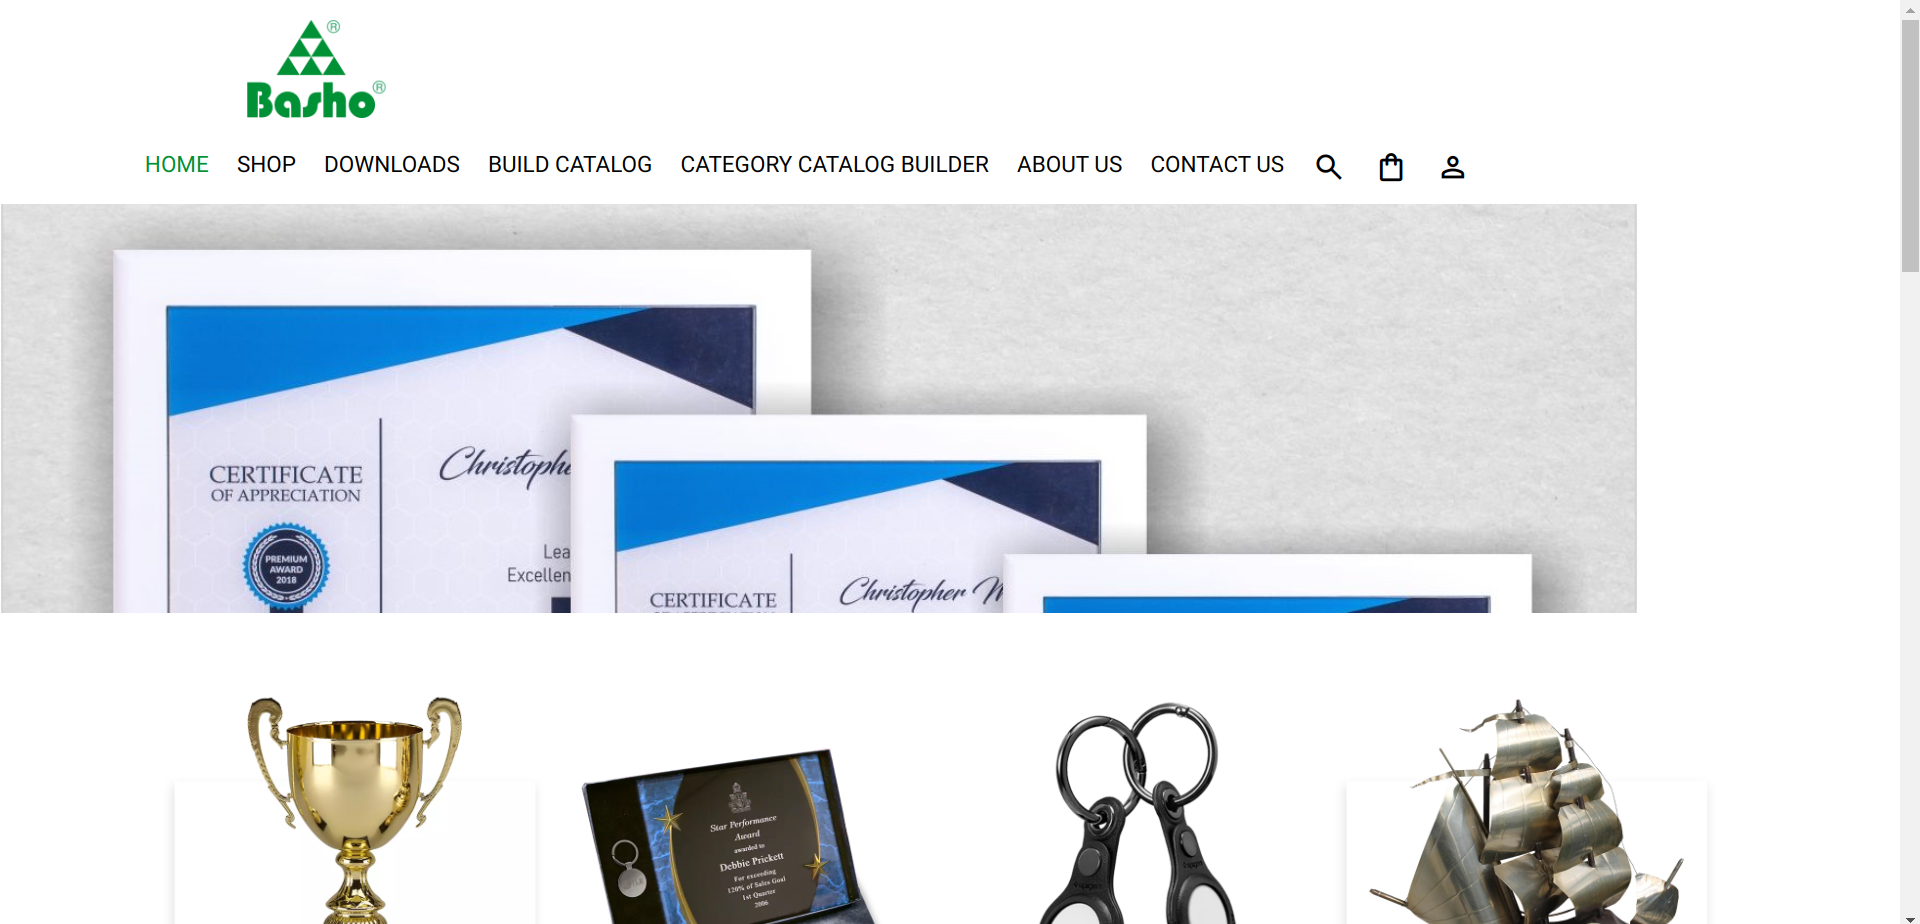 ®
Basho®
HOME SHOP DOWNLOADS BUILD CATALOG CATEGORY CATALOG BUILDER ABOUT US CONTACT US
CERTIFICATE
OF APPRECIATION
Christophe
PREMIUM
AWARD
2018
Lea
Excellen
CERTIFICATE
Christopher
Star Performance
Award
awarded to
Debbie Prickett
For exceeding
120% of Sales Goal
1st Quarter
2006